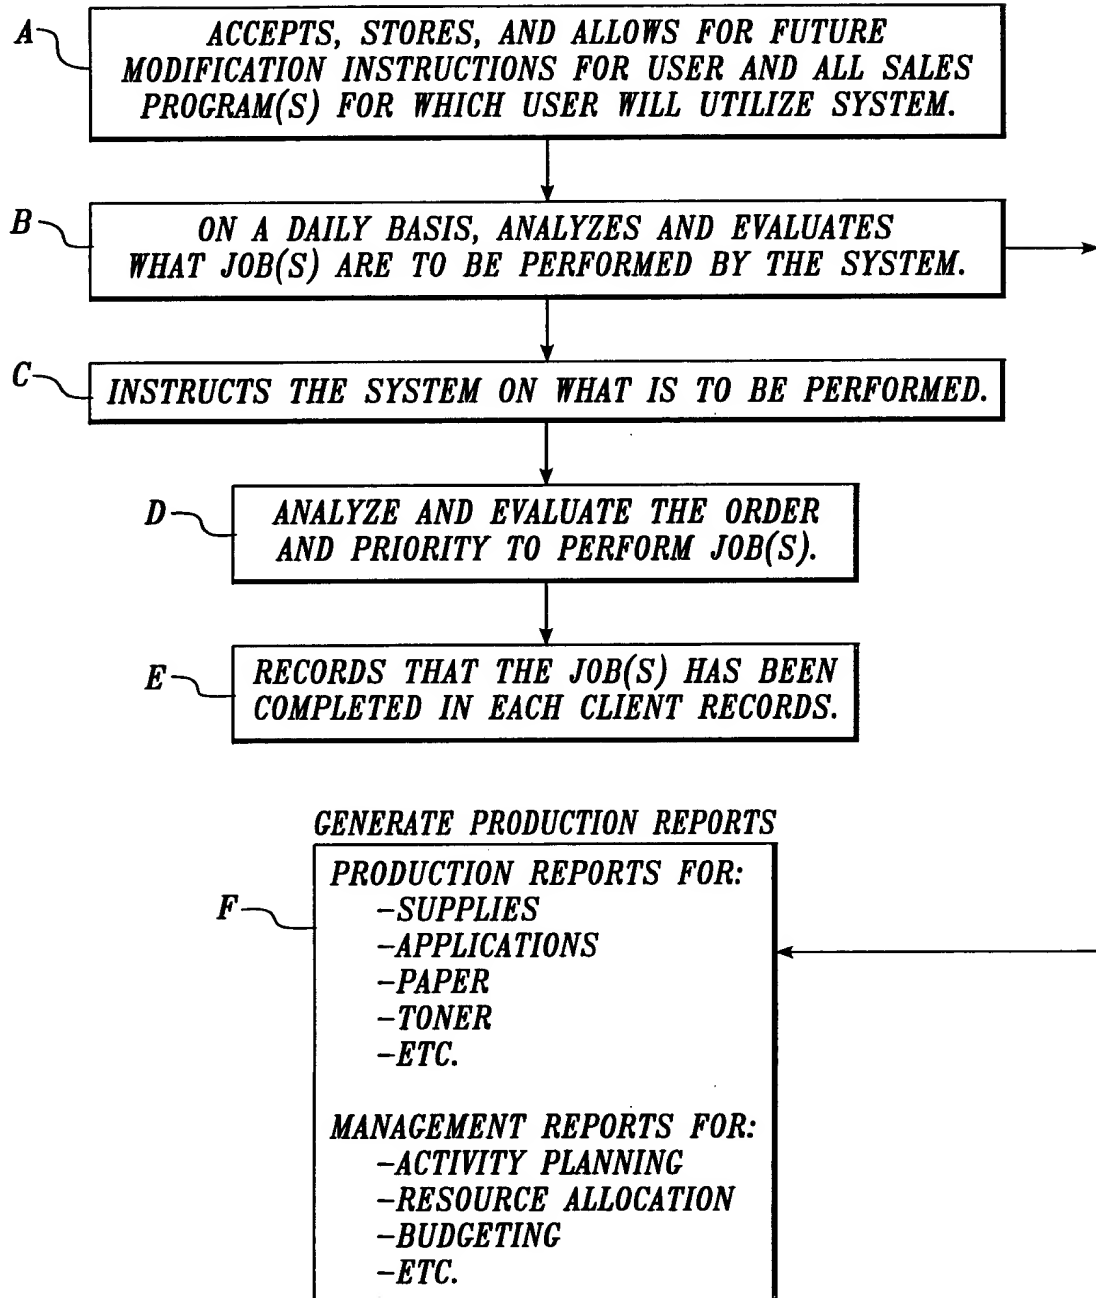 A
ACCEPTS, STORES, AND ALLOWS FOR FUTURE
MODIFICATION INSTRUCTIONS FOR USER AND ALL SALES
PROGRAM(S) FOR WHICH USER WILL UTILIZE SYSTEM.
B
ON A DAILY BASIS, ANALYZES AND EVALUATES
WHAT JOB(S) ARE TO BE PERFORMED BY THE SYSTEM.
C
INSTRUCTS THE SYSTEM ON WHAT IS TO BE PERFORMED.
D
ANALYZE AND EVALUATE THE ORDER
AND PRIORITY TO PERFORM JOB(S).
E
RECORDS THAT THE JOB(S) HAS BEEN
COMPLETED IN EACH CLIENT RECORDS.
GENERATE PRODUCTION REPORTS
F
PRODUCTION REPORTS FOR:
-SUPPLIES
-APPLICATIONS
-PAPER
-TONER
-ETC.
MANAGEMENT REPORTS FOR:
-ACTIVITY PLANNING
-RESOURCE ALLOCATION
-BUDGETING
-ETC.